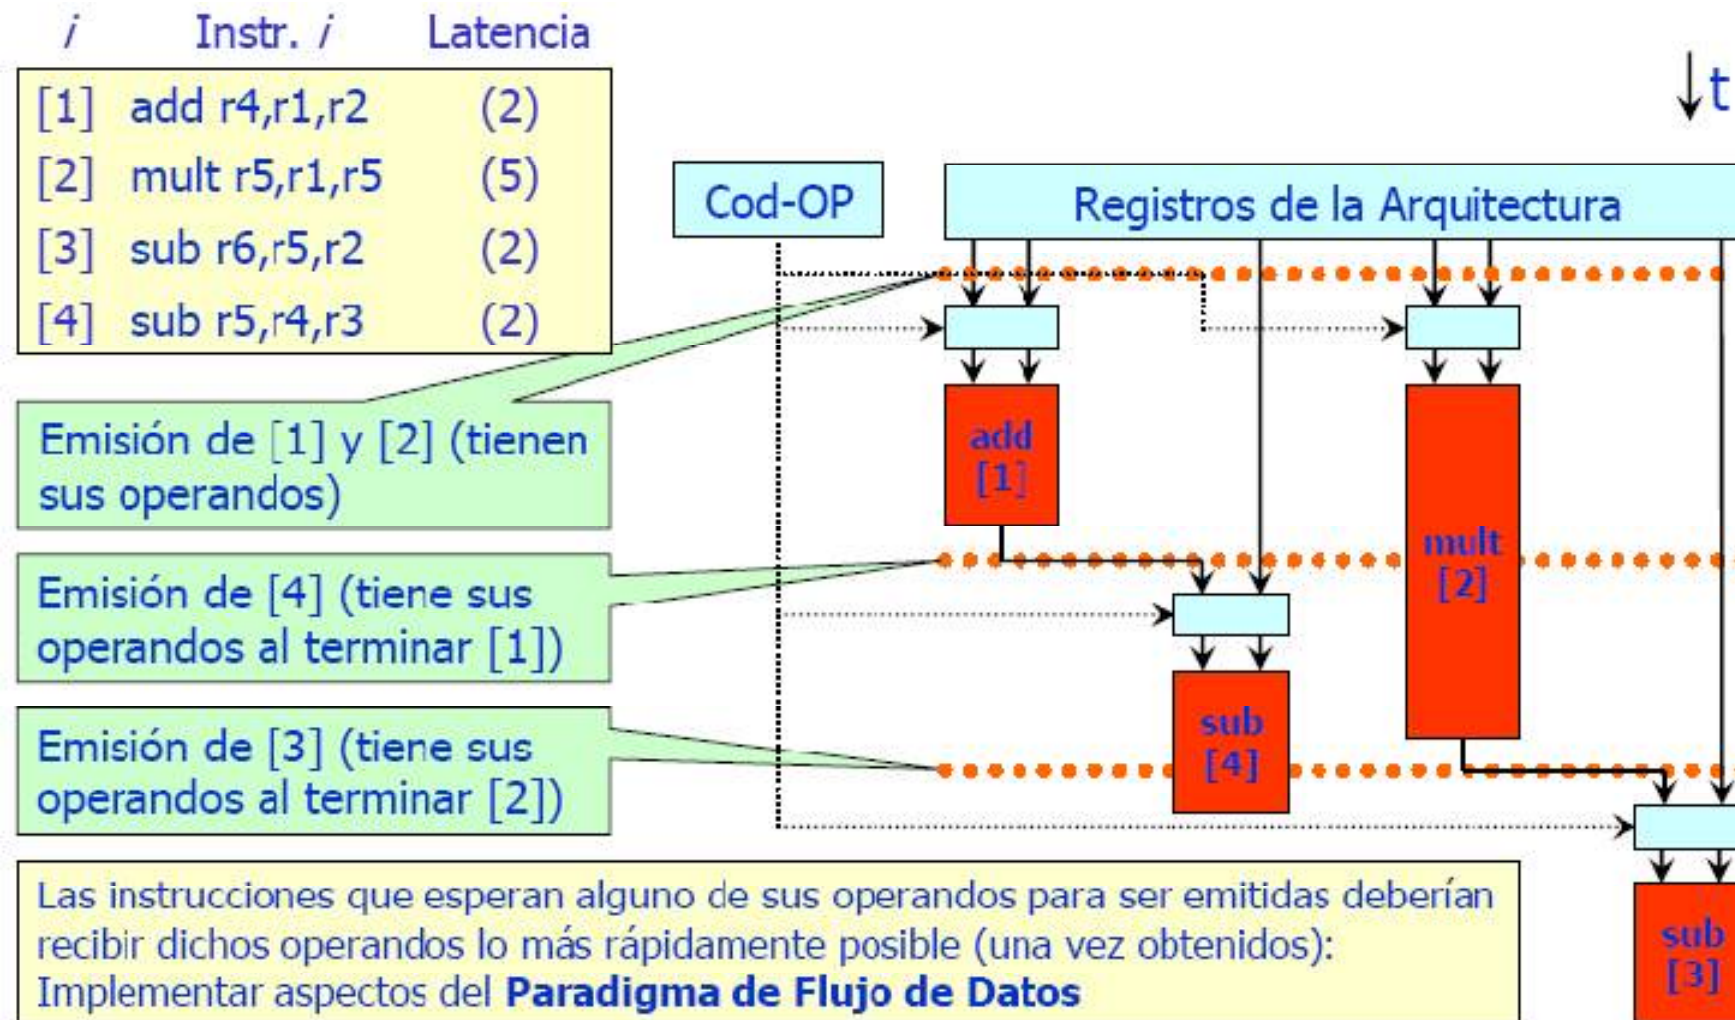 i Instr. i Latencia
[1] add r4,r1,r2 (2)
[2] mult r5,r1,r5 (5)
[3] sub r6,r5,r2 (2)
[4] sub r5,r4,r3 (2)
t
Cod-OP
Registros de la Arquitectura
Emisión de [1] y [2] (tienen
sus operandos)
add
[1]
mult
[2]
Emisión de [4] (tiene sus
operandos al terminar [1])
sub
[4]
Emisión de [3] (tiene sus
operandos al terminar [2])
sub
[3]
Las instrucciones que esperan alguno de sus operandos para ser emitidas deberían
recibir dichos operandos lo más rápidamente posible (una vez obtenidos):
Implementar aspectos del Paradigma de Flujo de Datos